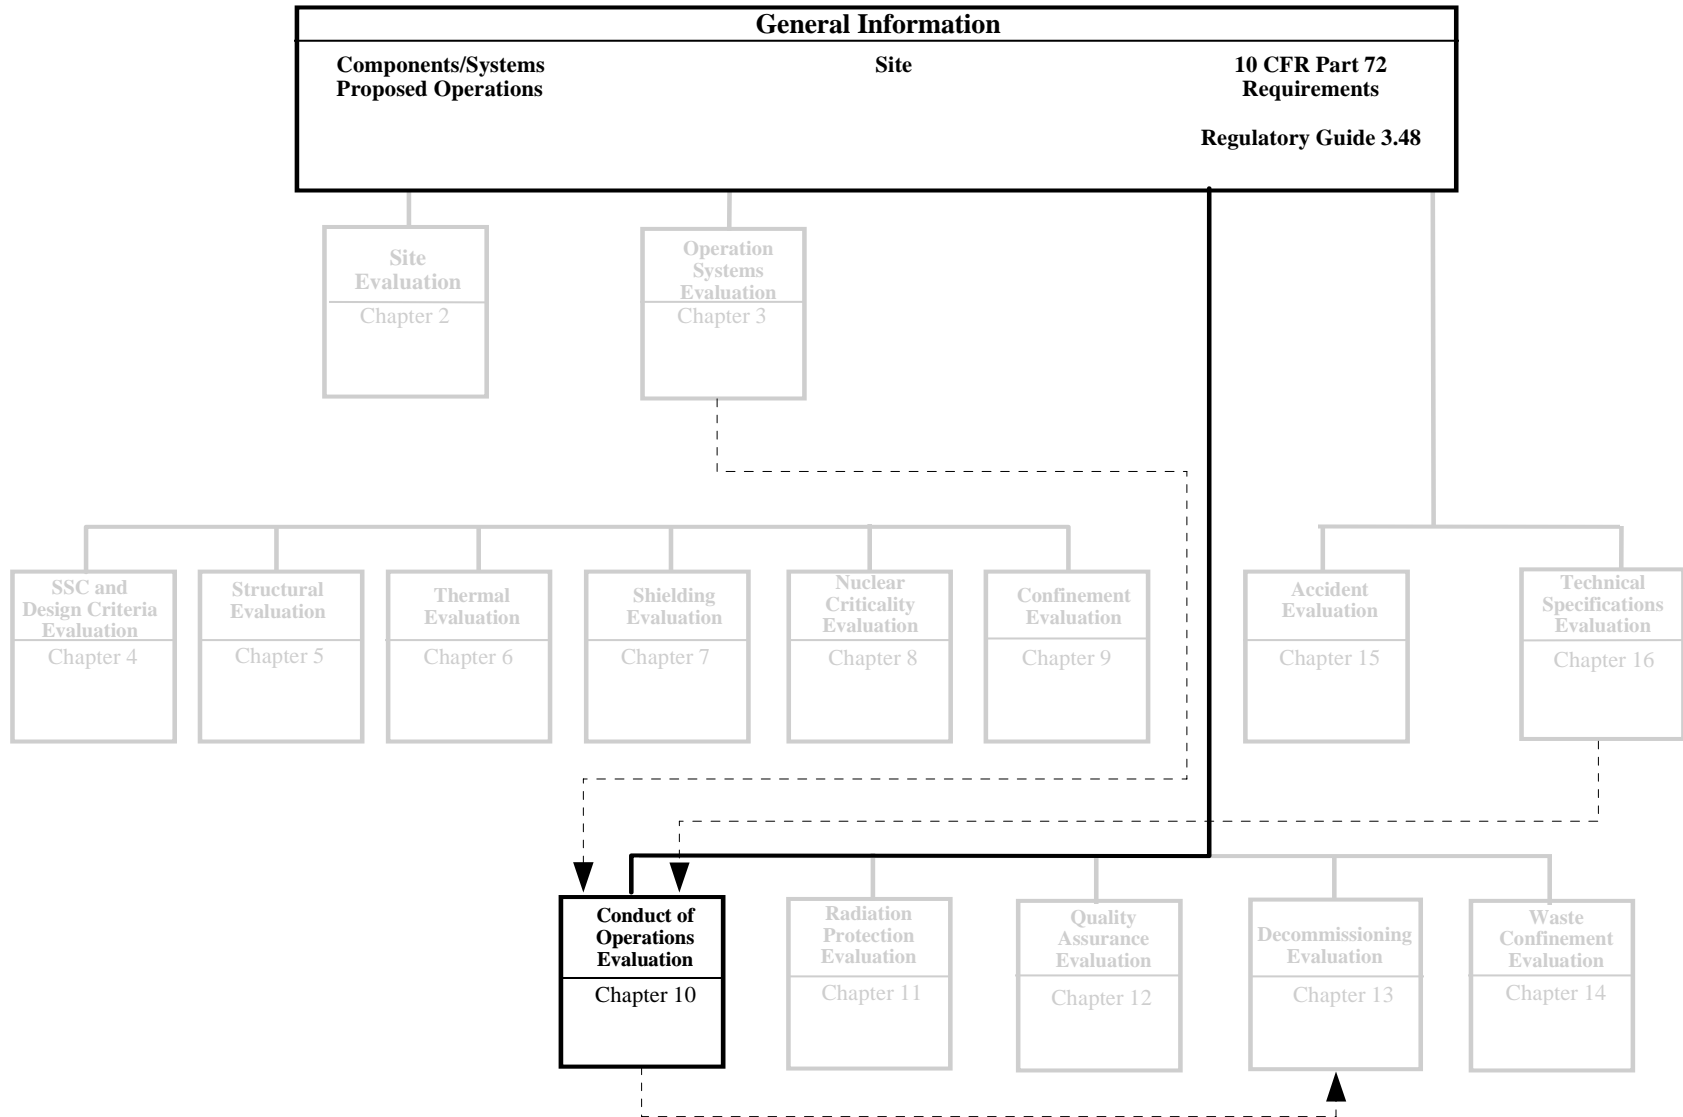 General Information
Components/Systems
Proposed Operations
Site
10 CFR Part 72
Requirements
Regulatory Guide 3.48
Site
Evaluation
Chapter 2
Operation
Systems
Evaluation
Chapter 3
SSC and
Design Criteria
Evaluation
Chapter 4
Structural
Evaluation
Chapter 5
Thermal
Evaluation
Chapter 6
Shielding
Evaluation
Chapter 7
Nuclear
Criticality
Evaluation
Chapter 8
Confinement
Evaluation
Chapter 9
Accident
Evaluation
Chapter 15
Technical
Specifications
Evaluation
Chapter 16
Conduct of
Operations
Evaluation
Chapter 10
Radiation
Protection
Evaluation
Chapter 11
Quality
Assurance
Evaluation
Chapter 12
Decommissioning
Evaluation
Chapter 13
Waste
Confinement
Evaluation
Chapter 14